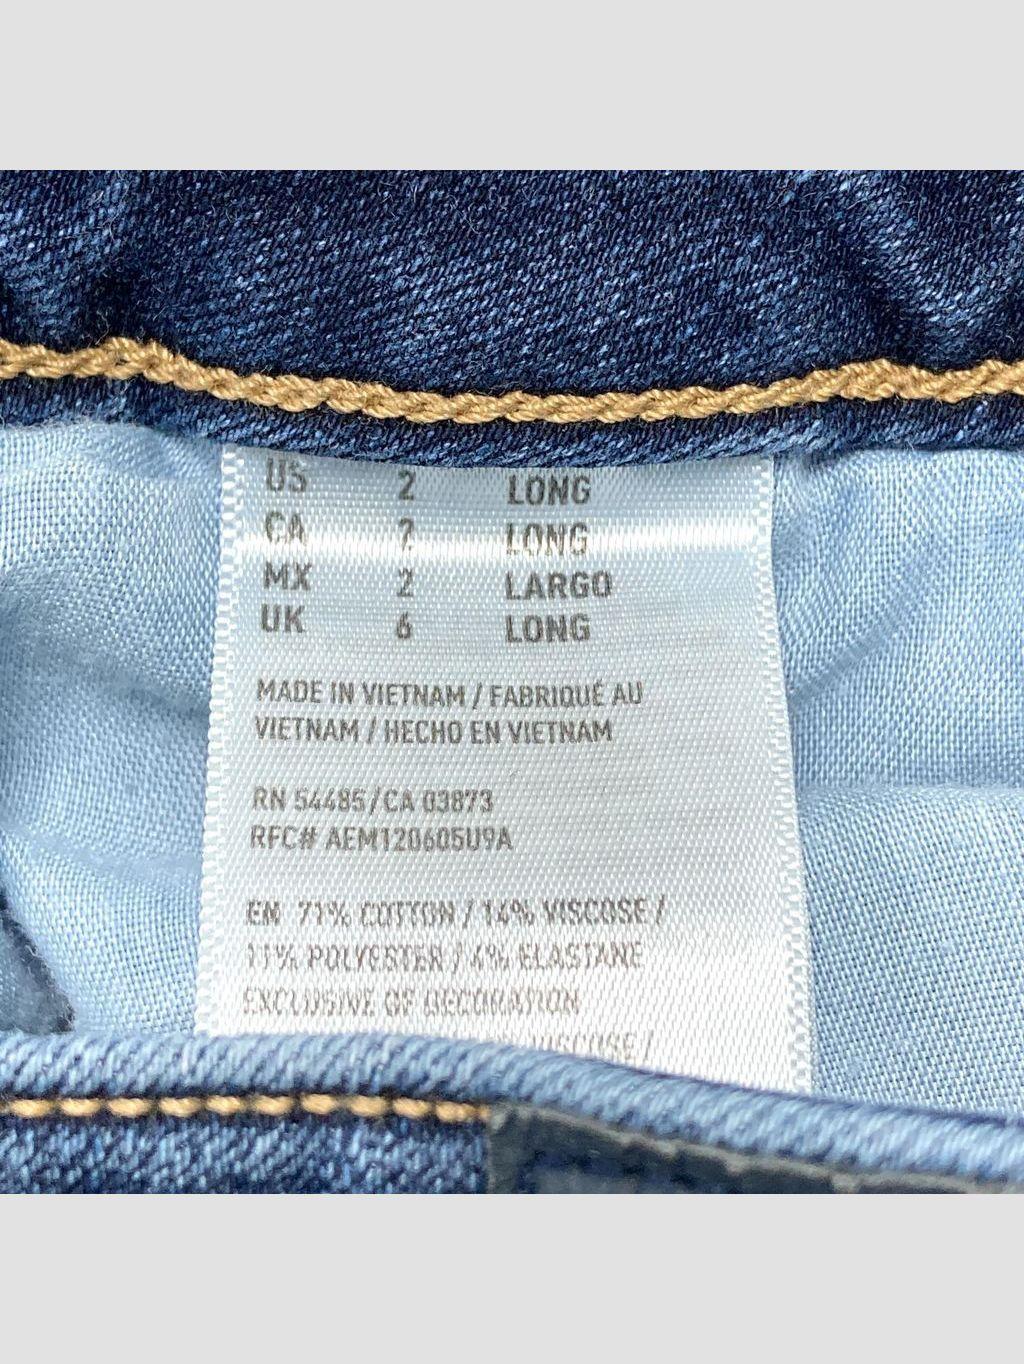 US 2 LONG
CA 2 LONG
MX 2 LARGO
UK 6 LONG
MADE IN VIETNAM / FABRIQUÉ AU
VIETNAM / HECHO EN VIETNAM
RN 54485/CA 03873
RFC# AEM120605U9A
EN 71% COTTON / 14% VISCOSE /
11% POLYESTER / 4% ELASTANE
EXCLUSIVE OF DECORATION
VISCOSE /